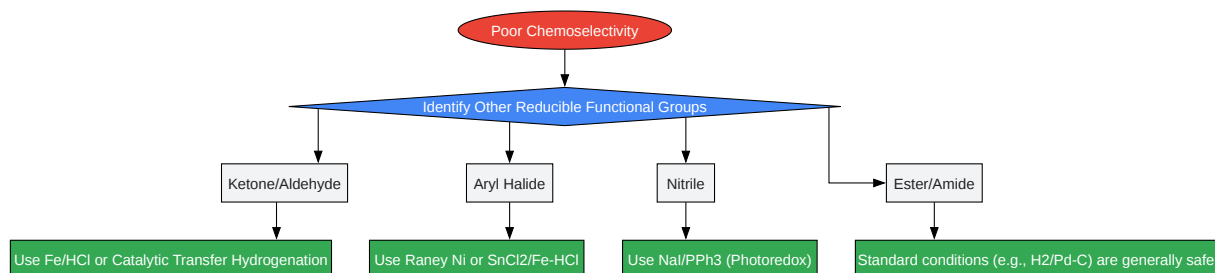 Poor Chemoselectivity
Identify Other Reducible Functional Groups
Ketone/Aldehyde
Aryl Halide
Nitrile
Ester/Amide
Use Fe/HCl or Catalytic Transfer Hydrogenation
Use Raney Ni or SnCl2/Fe-HCl
Use NaI/PPh3 (Photoredox)
Standard conditions (e.g., H2/Pd-C) are generally safe